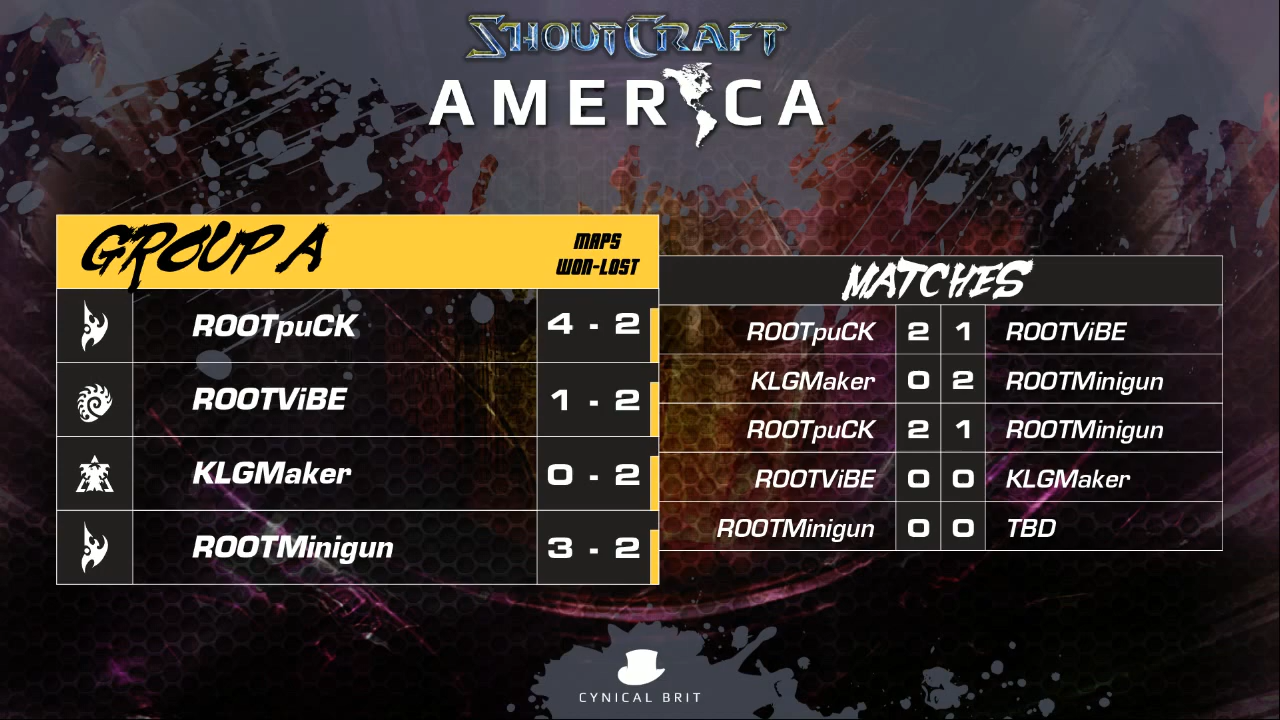 SHOUTCRAFT
AMERICA
GROUP A
MAPS
WON-LOST
ROOTpuCK 4 - 2
ROOTViBE 1 - 2
KLGMaker 0 - 2
ROOTMinigun 3 - 2
MATCHES
ROOTpuCK 2 1 ROOTViBE
KLGMaker 0 2 ROOTMinigun
ROOTpuCK 2 1 ROOTMinigun
ROOTViBE 0 0 KLGMaker
ROOTMinigun 0 0 TBD
CYNICAL BRIT